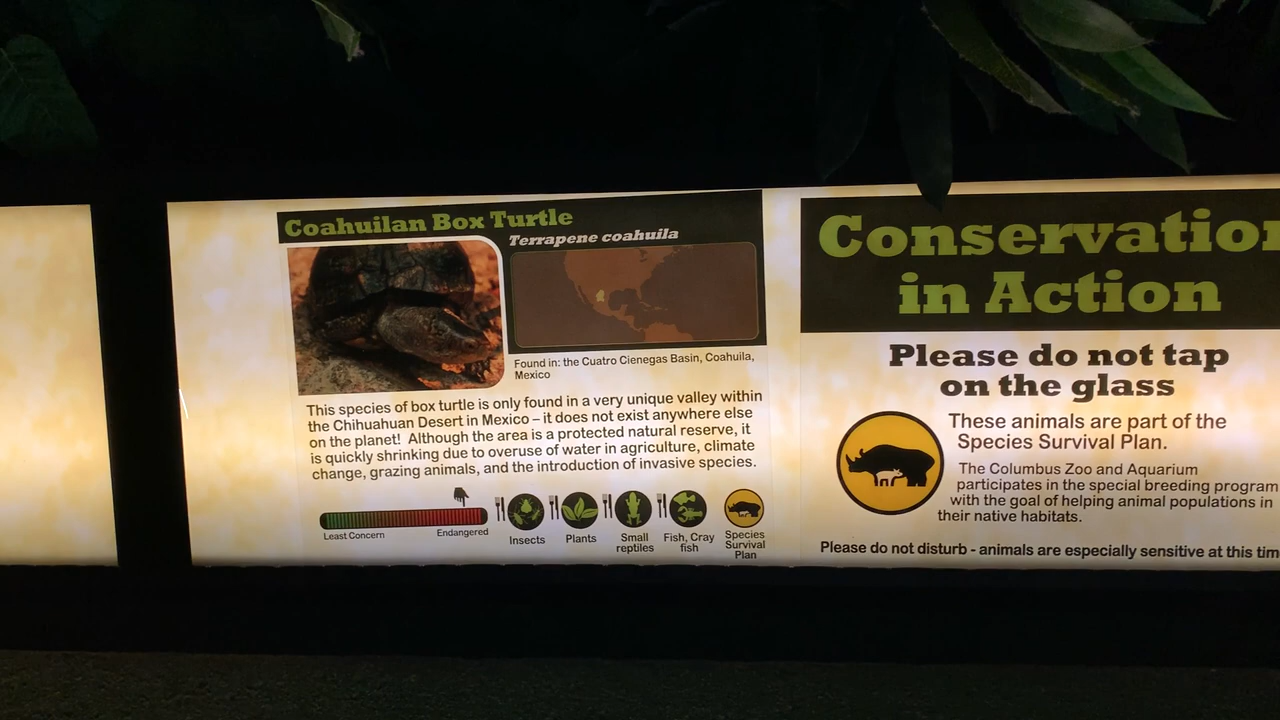 Coahuilan Box Turtle
Terrapene coahuila
Found in: the Cuatro Cienegas Basin, Coahuila,
Mexico
This species of box turtle is only found in a very unique valley within
the Chihuahuan Desert in Mexico – it does not exist anywhere else
on the planet! Although the area is a protected natural reserve, it
is quickly shrinking due to overuse of water in agriculture, climate
change, grazing animals, and the introduction of invasive species.
Least Concern
Endangered
Insects
Plants
Small
reptiles
Fish, Cray
fish
Species
Survival
Plan
Conservatio
in Action
Please do not tap
on the glass
These animals are part of the
Species Survival Plan.
The Columbus Zoo and Aquarium
participates in the special breeding program
with the goal of helping animal populations in
their native habitats.
Please do not disturb - animals are especially sensitive at this tim